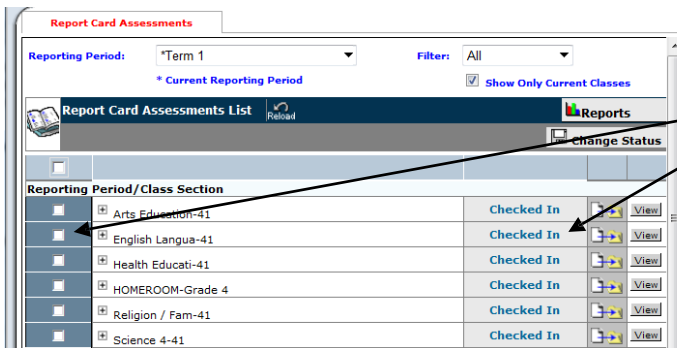 Report Card Assessments
Reporting Period: *Term 1 Filter: All
* Current Reporting Period Show Only Current Classes
Report Card Assessments List Reload Reports
Change Status
Reporting Period/Class Section
Arts Education-41 Checked In View
English Langua-41 Checked In View
Health Educati-41 Checked In View
HOMEROOM-Grade 4 Checked In View
Religion / Fam-41 Checked In View
Science 4-41 Checked In View